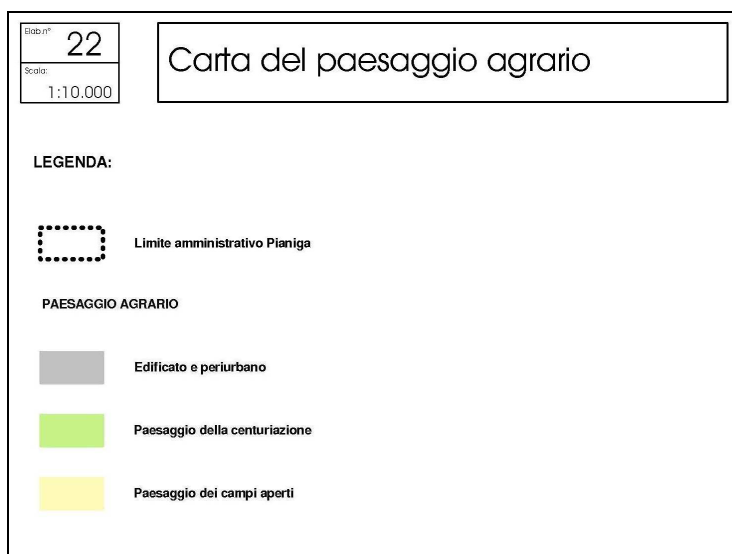 Elab.n°
22
Scala:
1:10.000
Carta del paesaggio agrario
LEGENDA:
Limite amministrativo Pianiga
PAESAGGIO AGRARIO
Edificato e periurbano
Paesaggio della centuriazione
Paesaggio dei campi aperti